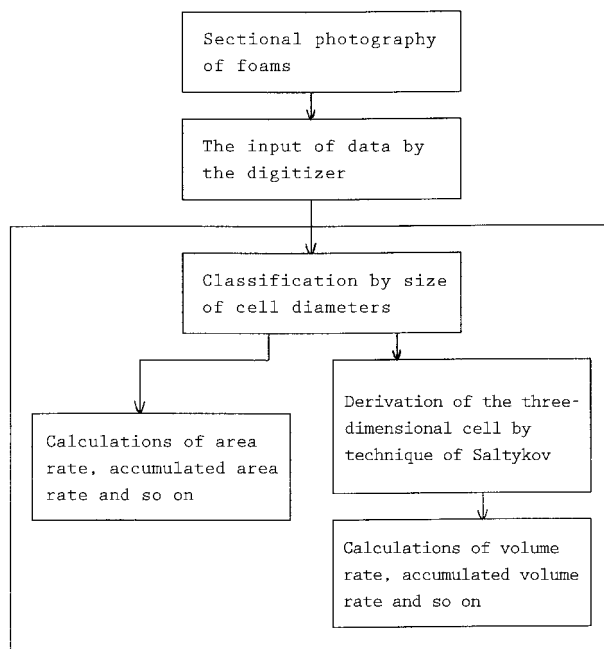 Sectional photography
of foams
The input of data by
the digitizer
Classification by size
of cell diameters
Calculations of area
rate, accumulated area
rate and so on
Derivation of the three-
dimensional cell by
technique of Saltykov
Calculations of volume
rate, accumulated volume
rate and so on